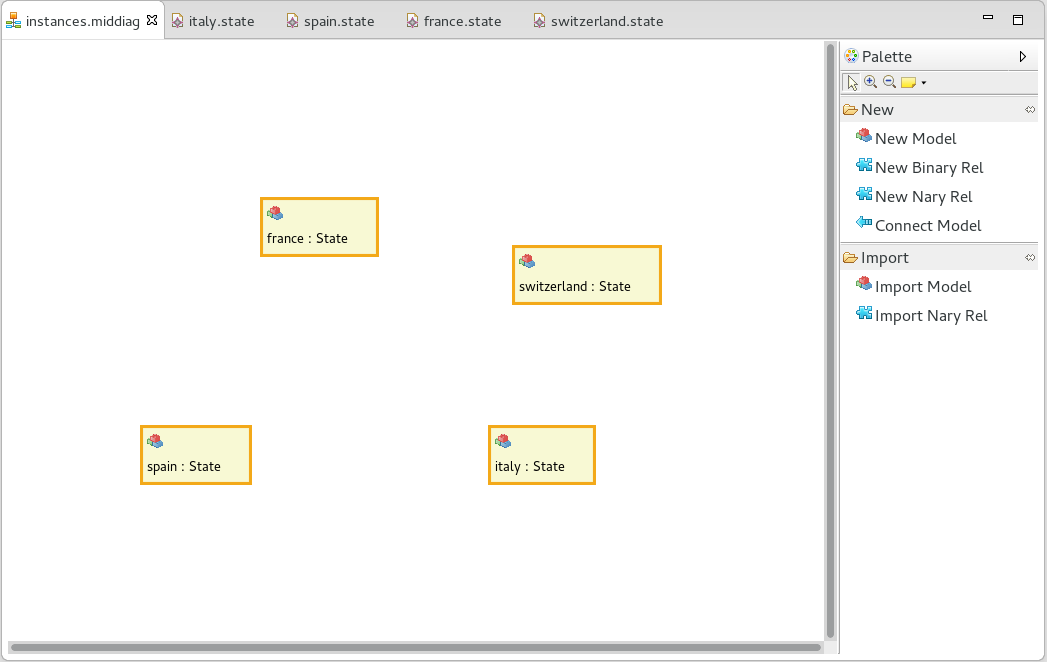 instances.middiag
italy.state
spain.state
france.state
switzerland.state
france : State
switzerland : State
spain : State
italy : State
Palette
New
New Model
New Binary Rel
New Nary Rel
Connect Model
Import
Import Model
Import Nary Rel